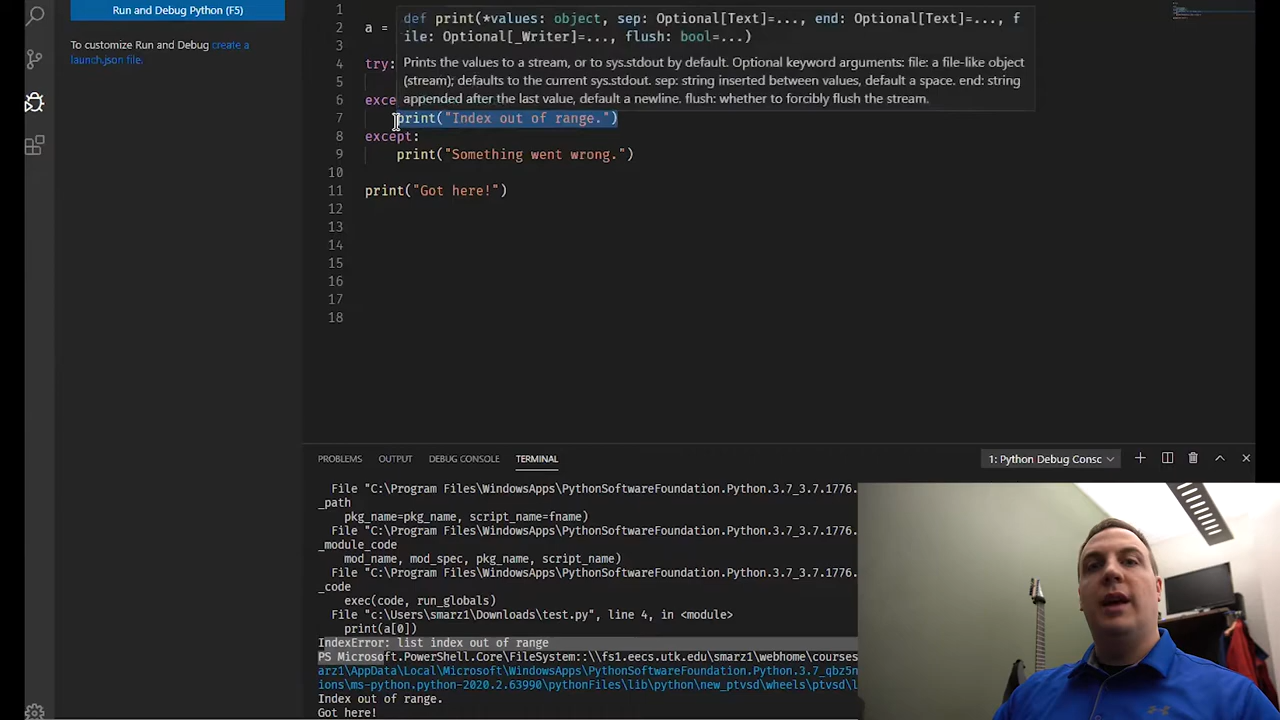 Run and Debug Python (F5)
To customize Run and Debug create a
launch.json file.
1
2 a =
3
4 try:
5
6 exce
7 print("Index out of range.")
8 except:
9 print("Something went wrong.")
10
11 print("Got here!")
12
13
14
15
16
17
18
def print(*values: object, sep: Optional[Text]=..., end: Optional[Text]=..., f
ile: Optional[_Writer]=..., flush: bool=...)
Prints the values to a stream, or to sys.stdout by default. Optional keyword arguments: file: a file-like object
(stream); defaults to the current sys.stdout. sep: string inserted between values, default a space. end: string
appended after the last value, default a newline. flush: whether to forcibly flush the stream.
PROBLEMS OUTPUT DEBUG CONSOLE TERMINAL 1: Python Debug Consc
File "C:\Program Files\WindowsApps\PythonSoftwareFoundation.Python.3.7_3.7.1776.
_path
pkg_name=pkg_name, script_name=fname)
File "C:\Program Files\WindowsApps\PythonSoftwareFoundation.Python.3.7_3.7.1776.
_module_code
mod_name, mod_spec, pkg_name, script_name)
File "C:\Program Files\WindowsApps\PythonSoftwareFoundation.Python.3.7_3.7.1776.
_code
exec(code, run_globals)
File "c:\Users\smarz1\Downloads\test.py", line 4, in <module>
print(a[0])
IndexError: list index out of range
PS Microsoft.PowerShell.Core\FileSystem::\\fs1.eecs.utk.edu\smarz1\webhome\courses
arz1\AppData\Local\Microsoft\WindowsApps\PythonSoftwareFoundation.Python.3.7_qbz5n
ions\ms-python.python-2020.2.63990\pythonFiles\lib\python\new_ptvsd\wheels\ptvsd\l
Index out of range.
Got here!